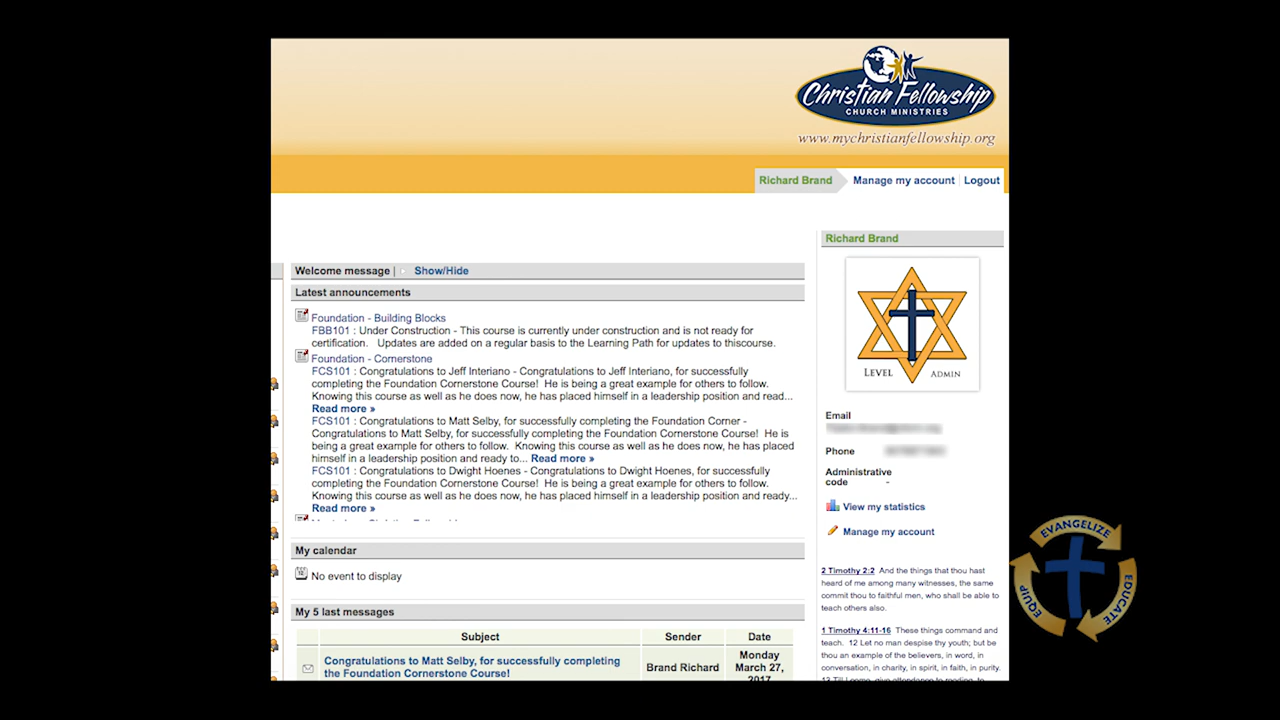 Christian Fellowship
CHURCH MINISTRIES
www.mychristianfellowship.org
Richard Brand Manage my account Logout
Richard Brand
Welcome message | Show/Hide
Latest announcements
Foundation - Building Blocks
FBB101 : Under Construction - This course is currently under construction and is not ready for
certification. Updates are added on a regular basis to the Learning Path for updates to thiscourse.
Foundation - Cornerstone
FCS101 : Congratulations to Jeff Interiano - Congratulations to Jeff Interiano, for successfully
completing the Foundation Cornerstone Course! He is being a great example for others to follow.
Knowing this course as well as he does now, he has placed himself in a leadership position and read...
Read more »
FCS101 : Congratulations to Matt Selby, for successfully completing the Foundation Corner -
Congratulations to Matt Selby, for successfully completing the Foundation Cornerstone Course! He is
being a great example for others to follow. Knowing this course as well as he does now, he has placed
himself in a leadership position and ready to... Read more »
FCS101 : Congratulations to Dwight Hoenes - Congratulations to Dwight Hoenes, for successfully
completing the Foundation Cornerstone Course! He is being a great example for others to follow.
Knowing this course as well as he does now, he has placed himself in a leadership position and ready...
Read more »
My calendar
12
No event to display
My 5 last messages
Subject Sender Date
Congratulations to Matt Selby, for successfully completing
the Foundation Cornerstone Course!
Brand Richard
Monday
March 27,
2017
LEVEL ADMIN
Email
Phone
Administrative
code -
View my statistics
Manage my account
2 Timothy 2:2 And the things that thou hast
heard of me among many witnesses, the same
commit thou to faithful men, who shall be able to
teach others also.
1 Timothy 4:11-16 These things command and
teach. 12 Let no man despise thy youth; but be
thou an example of the believers, in word, in
conversation, in charity, in spirit, in faith, in purity.
13 Till I come, give attendance to reading, to
EVANGELIZE
EDUCATE
EQUIP